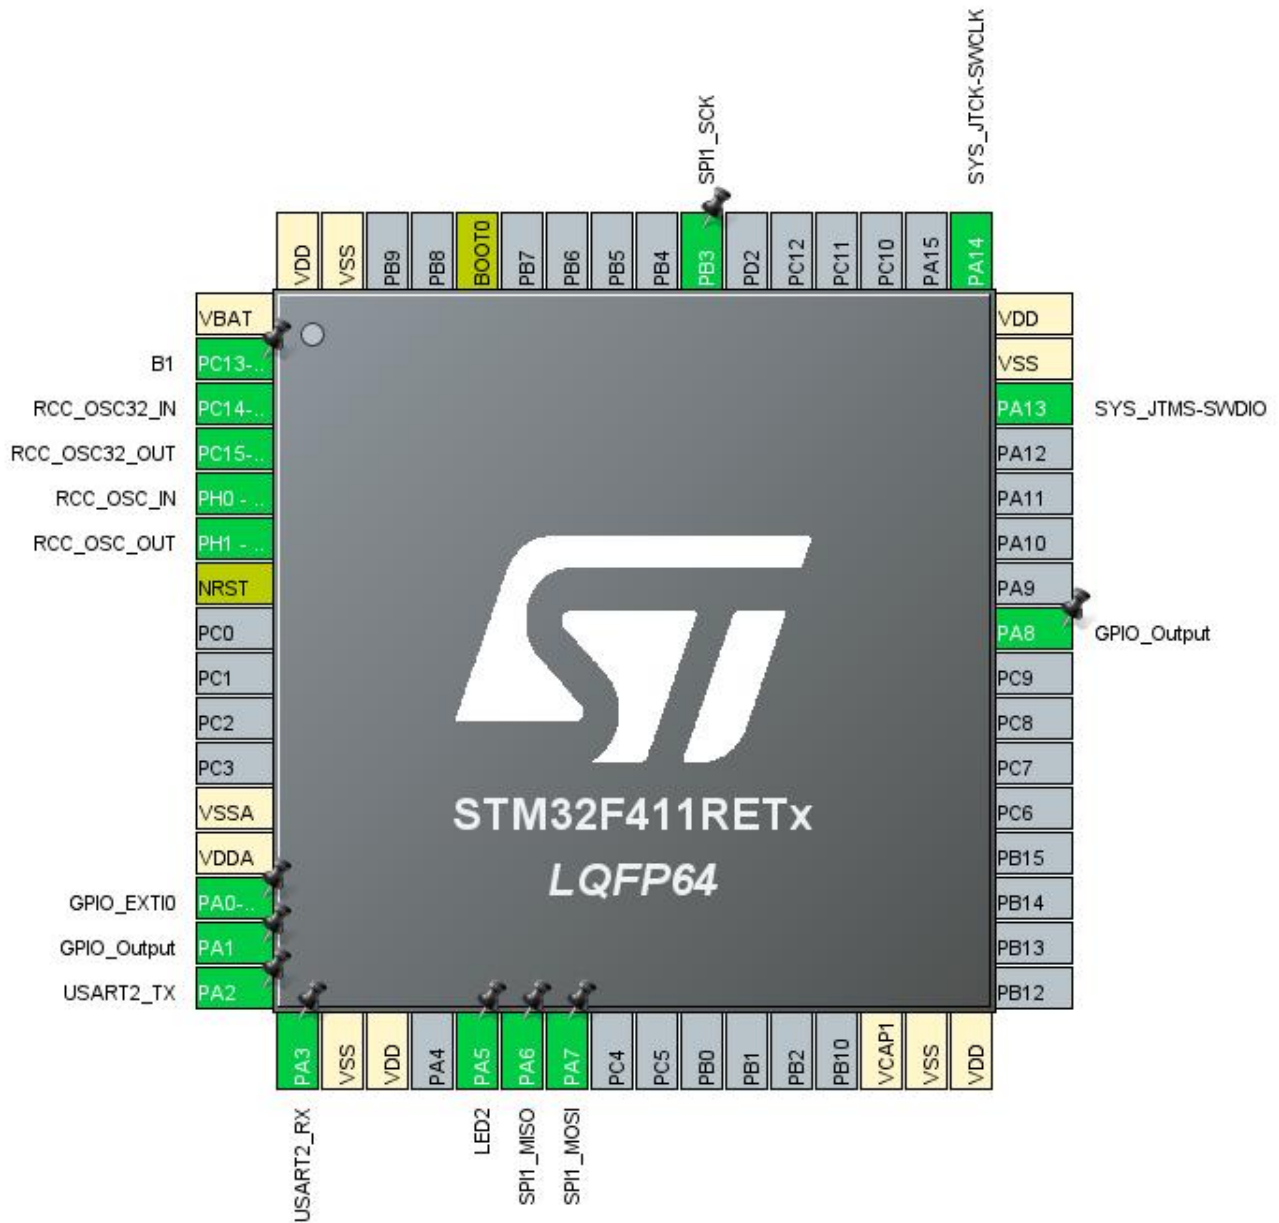 SYS_JTCK-SWCLK
SPI1_SCK
VDD
VSS
PB9
PB8
BOOT0
PB7
PB6
PB5
PB4
PB3
PD2
PC12
PC11
PC10
PA15
PA14
VBAT
B1 PC13-..
RCC_OSC32_IN PC14-..
RCC_OSC32_OUT PC15-..
RCC_OSC_IN PH0 - ..
RCC_OSC_OUT PH1 - ..
NRST
PC0
PC1
PC2
PC3
VSSA
VDDA
GPIO_EXTI0 PA0-..
GPIO_Output PA1
USART2_TX PA2
ST
STM32F411RETx
LQFP64
VDD
VSS
PA13 SYS_JTMS-SWDIO
PA12
PA11
PA10
PA9
PA8 GPIO_Output
PC9
PC8
PC7
PC6
PB15
PB14
PB13
PB12
PA3
VSS
VDD
PA4
PA5
PA6
PA7
PC4
PC5
PB0
PB1
PB2
PB10
VCAP1
VSS
VDD
USART2_RX
LED2
SPI1_MISO
SPI1_MOSI